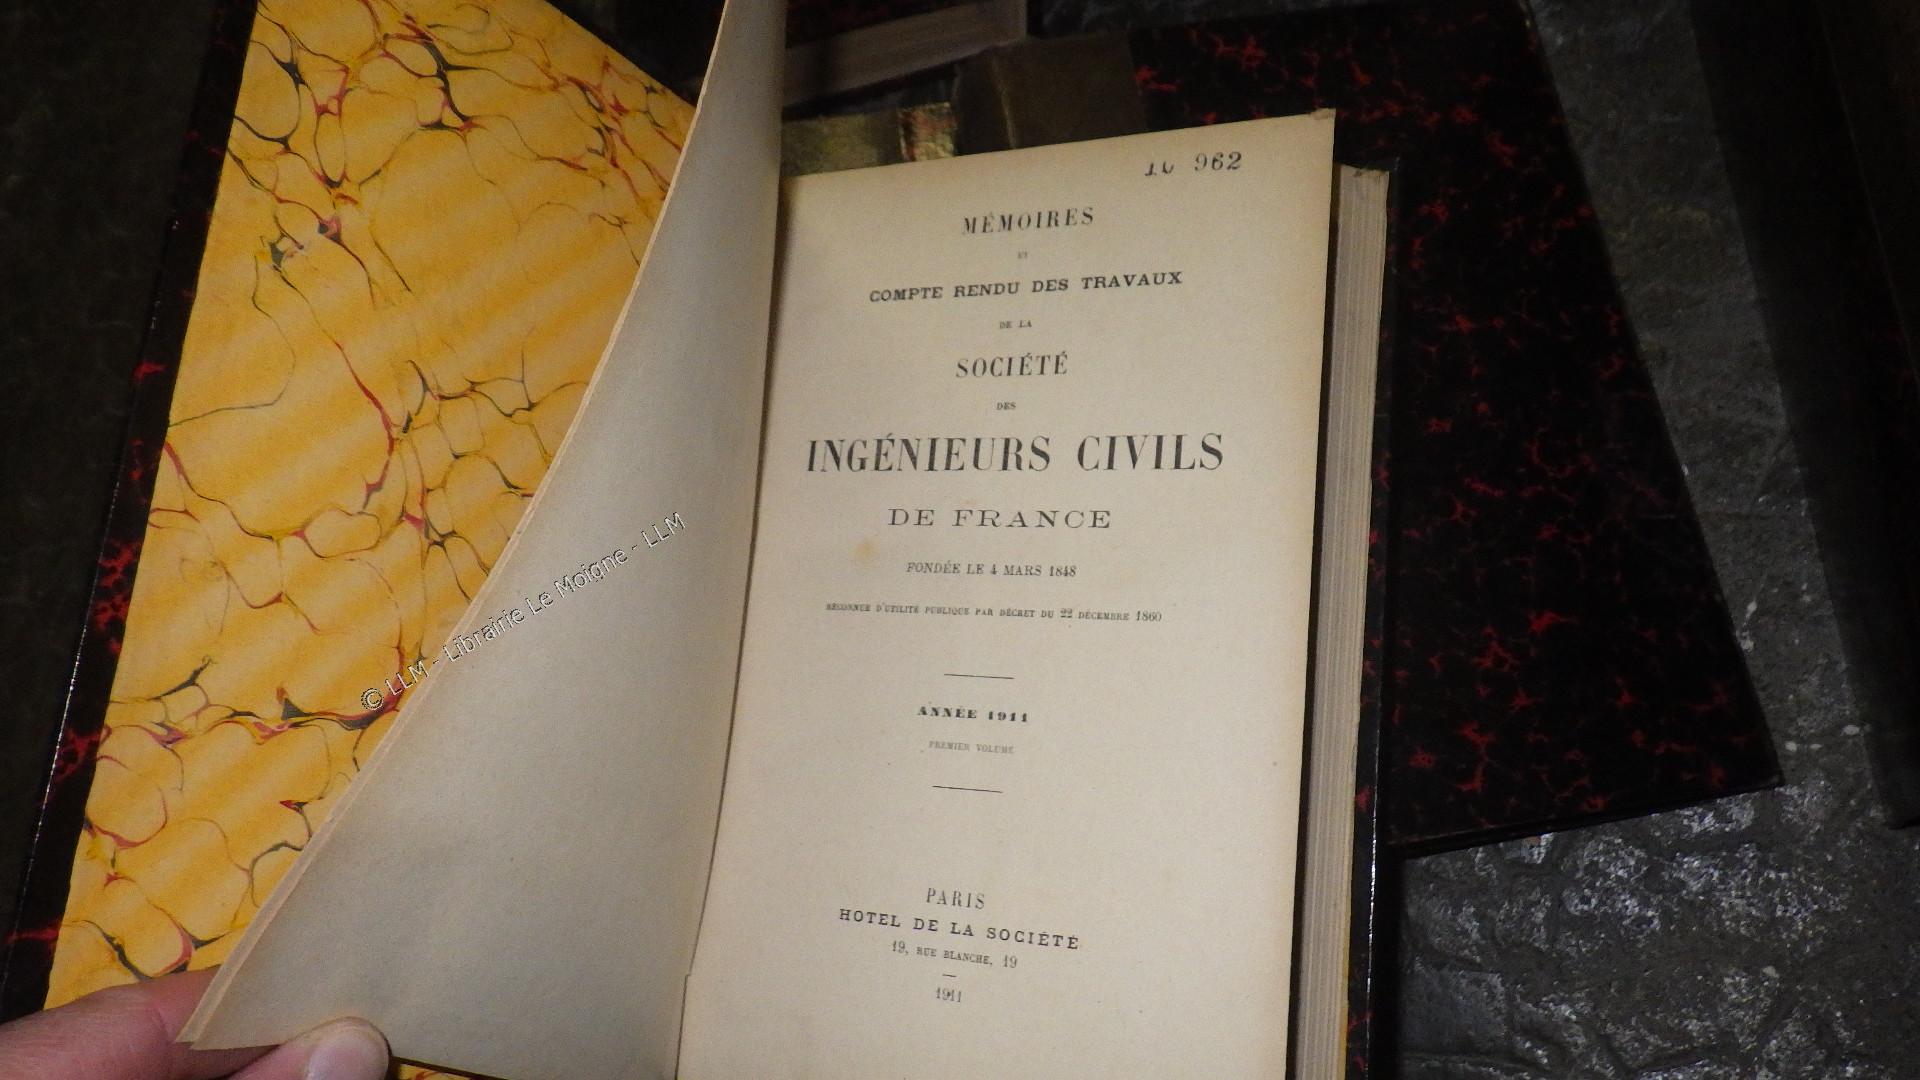 962
MÉMOIRES
ET
COMPTE RENDU DES TRAVAUX
DE LA
SOCIÉTÉ
DES
INGÉNIEURS CIVILS
DE FRANCE
FONDÉE LE 4 MARS 1848
RECONNUE D'UTILITÉ PUBLIQUE PAR DÉCRET DU 22 DÉCEMBRE 1860
ANNÉE 1911
PREMIER VOLUME
PARIS
HOTEL DE LA SOCIÉTÉ
19, RUE BLANCHE, 19
1911
© LLM - Librairie Le Moigne - LLM